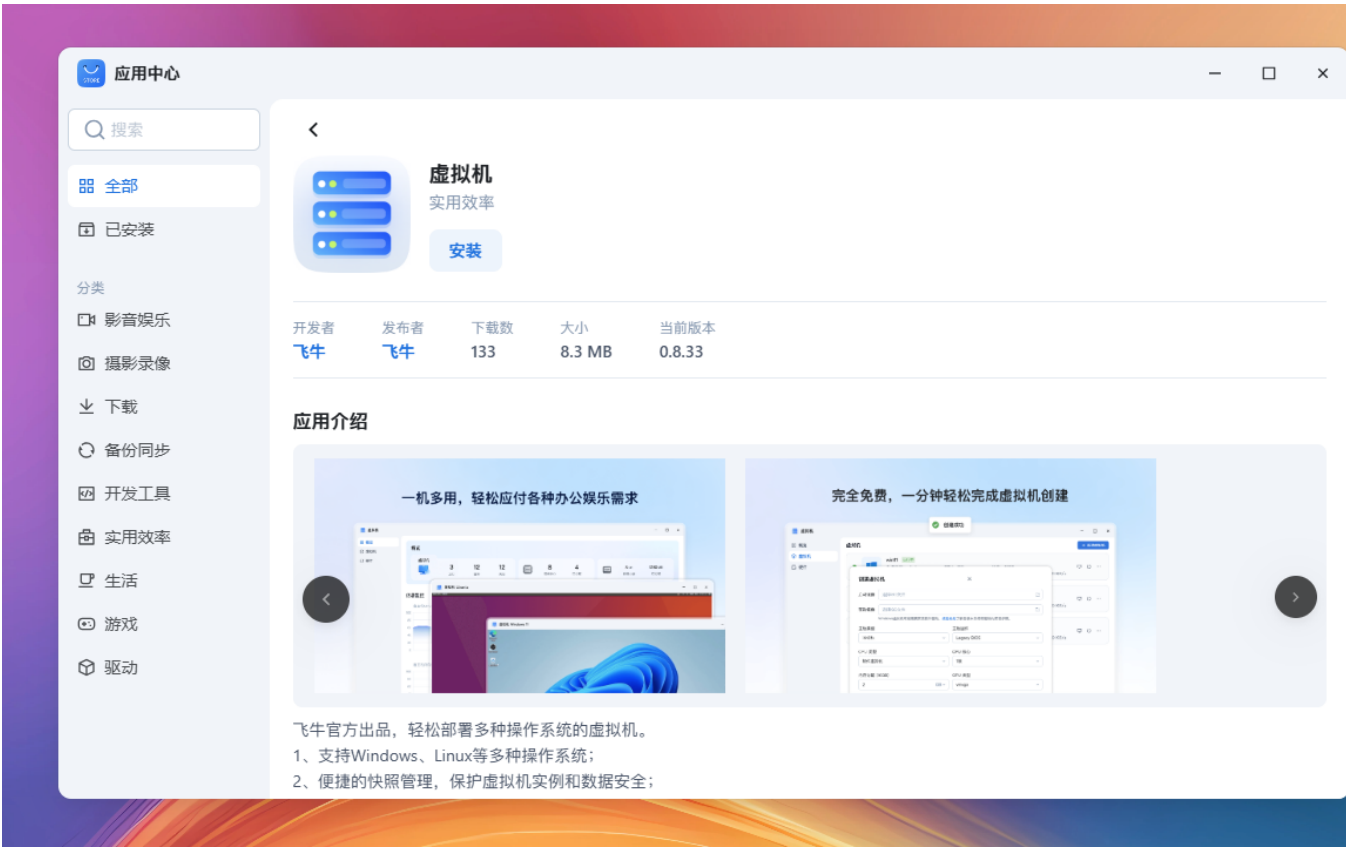 STORE
应用中心
搜索
全部
已安装
分类
影音娱乐
摄影录像
下载
备份同步
开发工具
实用效率
生活
游戏
驱动
虚拟机
实用效率
安装
开发者 发布者 下载数 大小 当前版本
飞牛 飞牛 133 8.3 MB 0.8.33
应用介绍
一机多用，轻松应付各种办公娱乐需求
完全免费，一分钟轻松完成虚拟机创建
飞牛官方出品，轻松部署多种操作系统的虚拟机。
1、支持Windows、Linux等多种操作系统；
2、便捷的快照管理，保护虚拟机实例和数据安全；